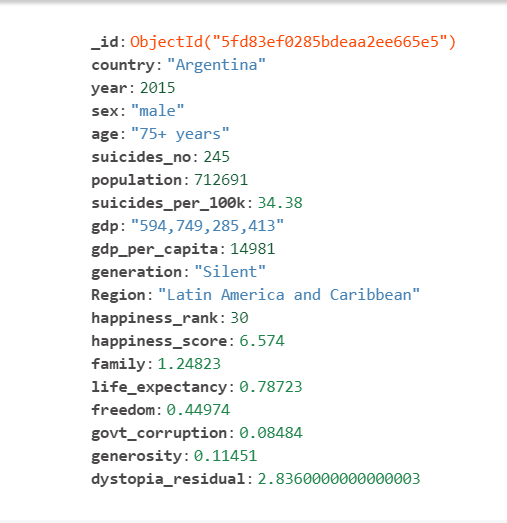 _id: ObjectId("5fd83ef0285bdeaa2ee665e5")
country: "Argentina"
year: 2015
sex: "male"
age: "75+ years"
suicides_no: 245
population: 712691
suicides_per_100k: 34.38
gdp: "594,749,285,413"
gdp_per_capita: 14981
generation: "Silent"
Region: "Latin America and Caribbean"
happiness_rank: 30
happiness_score: 6.574
family: 1.24823
life_expectancy: 0.78723
freedom: 0.44974
govt_corruption: 0.08484
generosity: 0.11451
dystopia_residual: 2.8360000000000003